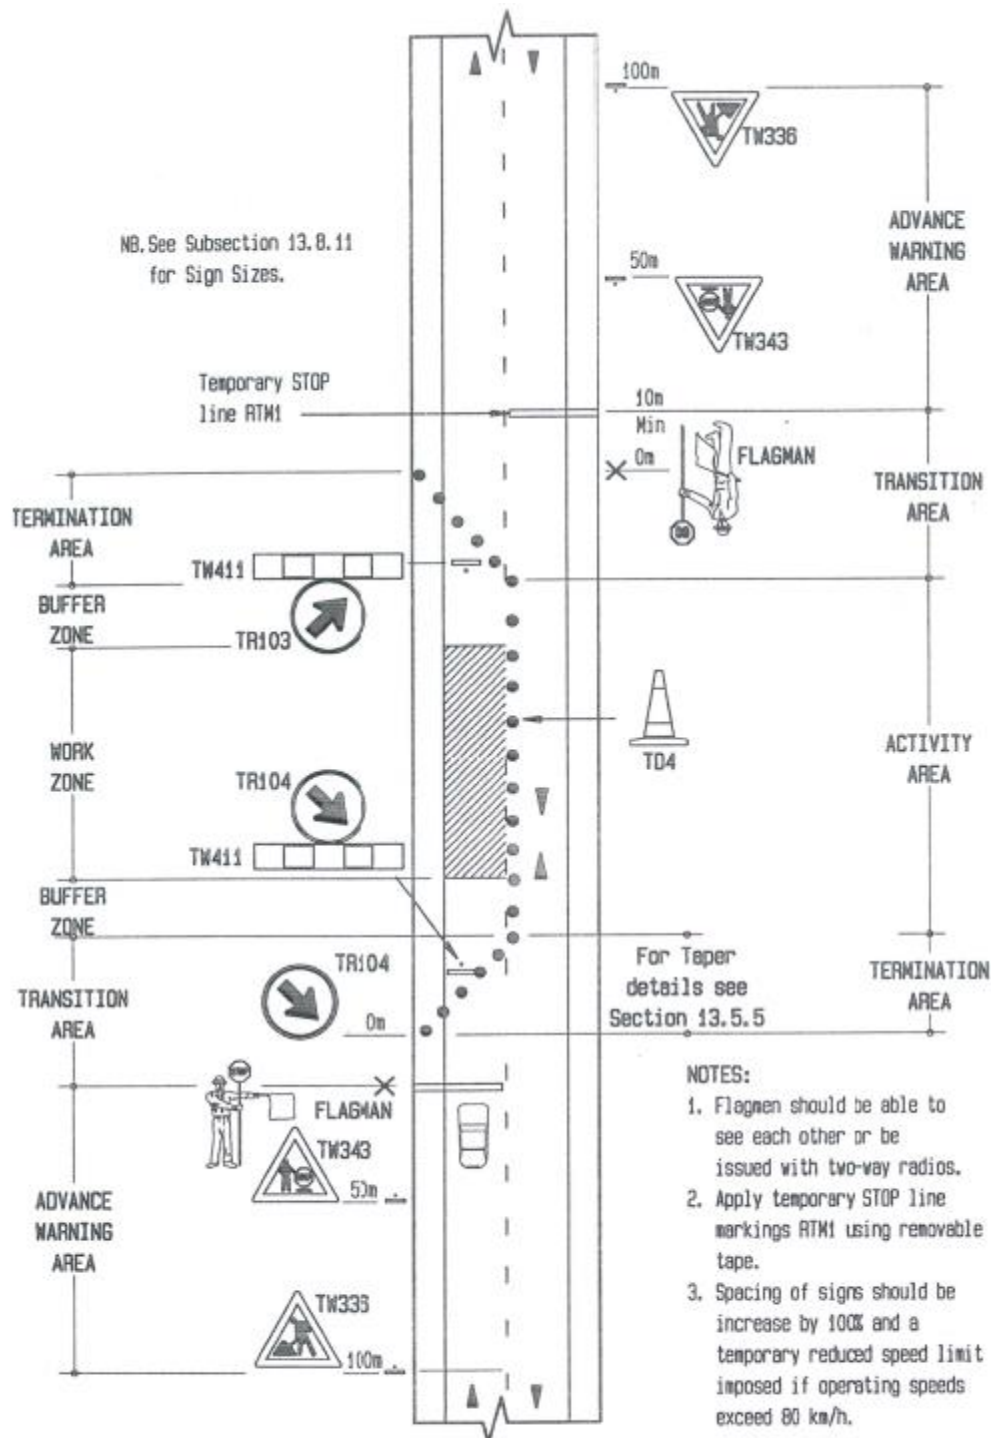 100m
TW336
ADVANCE
WARNING
AREA
NB.See Subsection 13.8.11
for Sign Sizes.
50m
TW343
Temporary STOP
line RTM1
10m
Min
0m
FLAGMAN
TRANSITION
AREA
TERMINATION
AREA
TW411
BUFFER
ZONE
TR103
WORK
ZONE
TD4
ACTIVITY
AREA
TR104
TW411
BUFFER
ZONE
TR104
For Taper
details see
Section 13.5.5
TERMINATION
AREA
TRANSITION
AREA
0m
STOP
FLAGMAN
TW343
50m
ADVANCE
WARNING
AREA
TW336
100m
NOTES:
1. Flagmen should be able to
see each other or be
issued with two-way radios.
2. Apply temporary STOP line
markings RTM1 using removable
tape.
3. Spacing of signs should be
increase by 100% and a
temporary reduced speed limit
imposed if operating speeds
exceed 80 km/h.